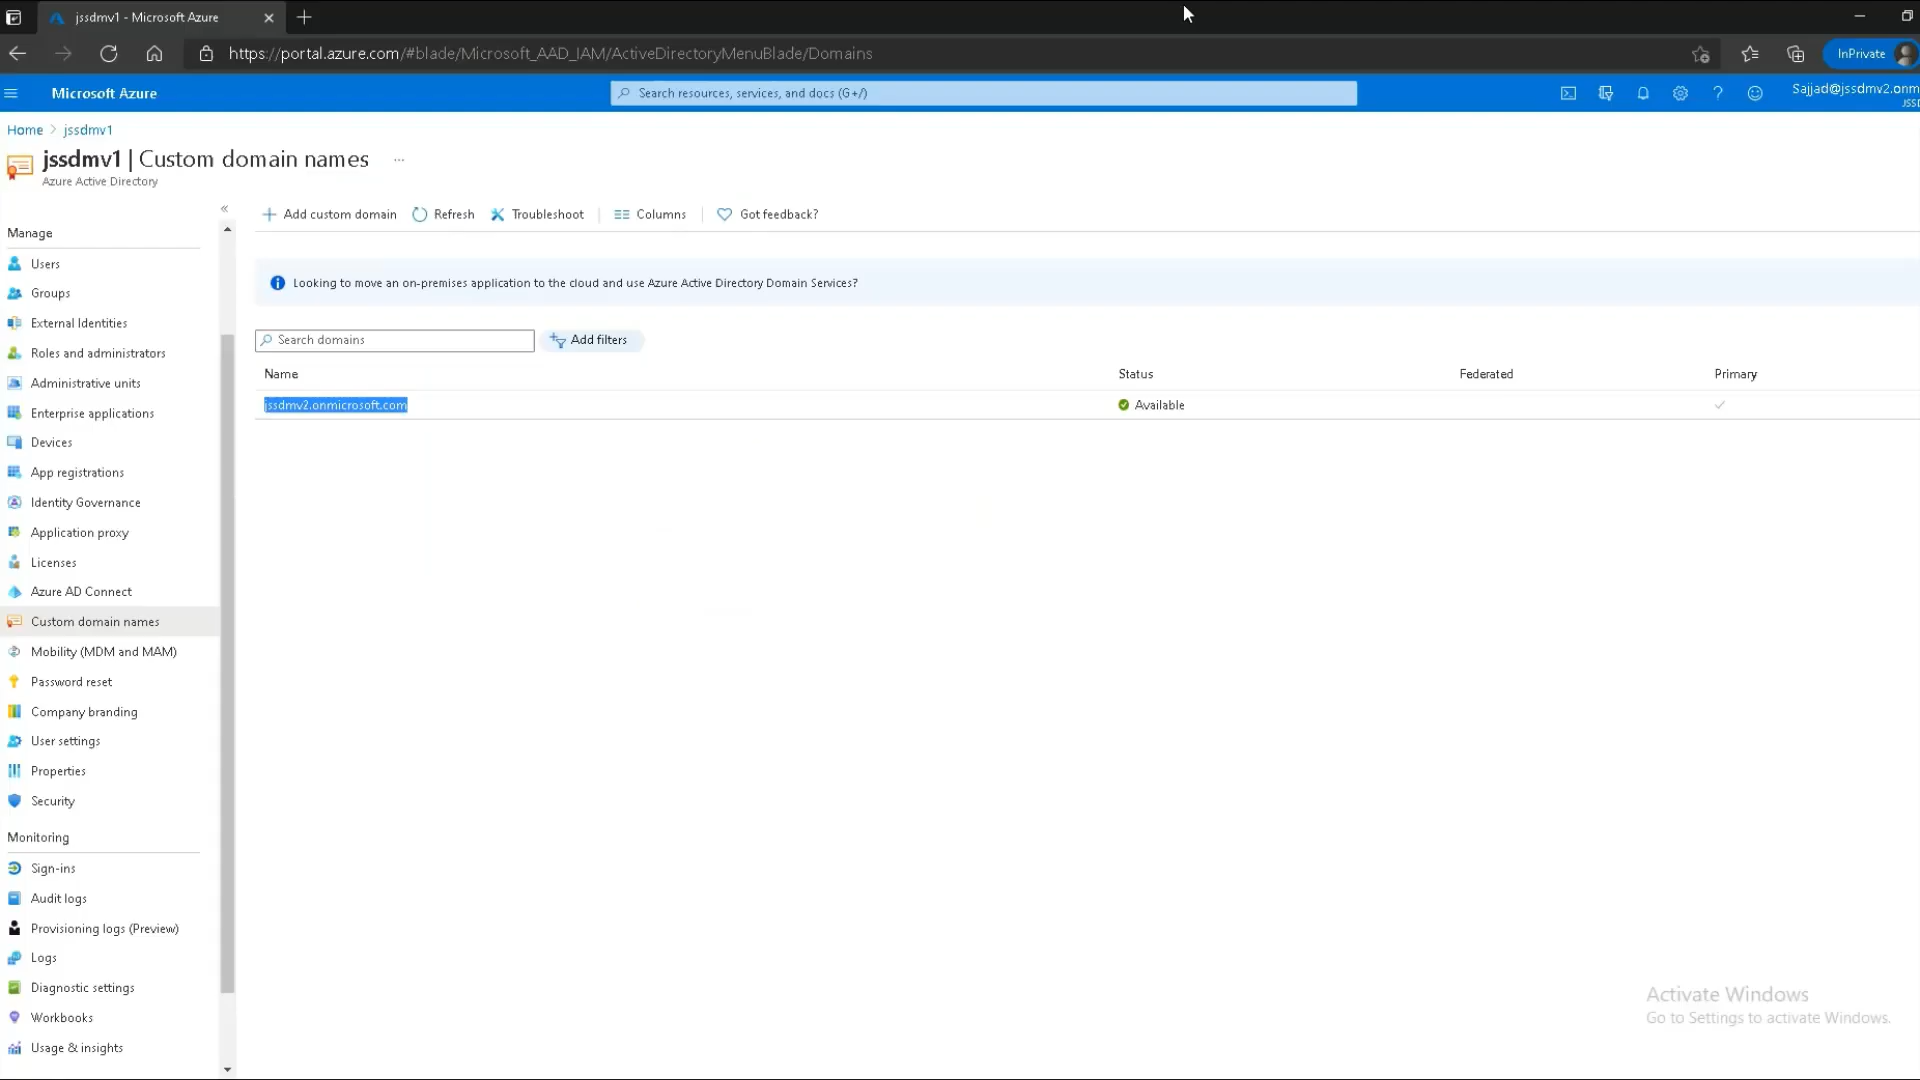 jssdmv1 - Microsoft Azure
https://portal.azure.com/#blade/Microsoft_AAD_IAM/ActiveDirectoryMenuBlade/Domains
InPrivate
Microsoft Azure
Search resources, services, and docs (G+/)
Sajjad@jssdmv2.onm
JSSD
Home > jssdmv1
jssdmv1 | Custom domain names ...
Azure Active Directory
«
Add custom domain
Refresh
Troubleshoot
Columns
Got feedback?
Manage
Users
Groups
External Identities
Roles and administrators
Administrative units
Enterprise applications
Devices
App registrations
Identity Governance
Application proxy
Licenses
Azure AD Connect
Custom domain names
Mobility (MDM and MAM)
Password reset
Company branding
User settings
Properties
Security
Monitoring
Sign-ins
Audit logs
Provisioning logs (Preview)
Logs
Diagnostic settings
Workbooks
Usage & insights
Looking to move an on-premises application to the cloud and use Azure Active Directory Domain Services?
Search domains
Add filters
Name Status Federated Primary
jssdmv2.onmicrosoft.com Available
Activate Windows
Go to Settings to activate Windows.